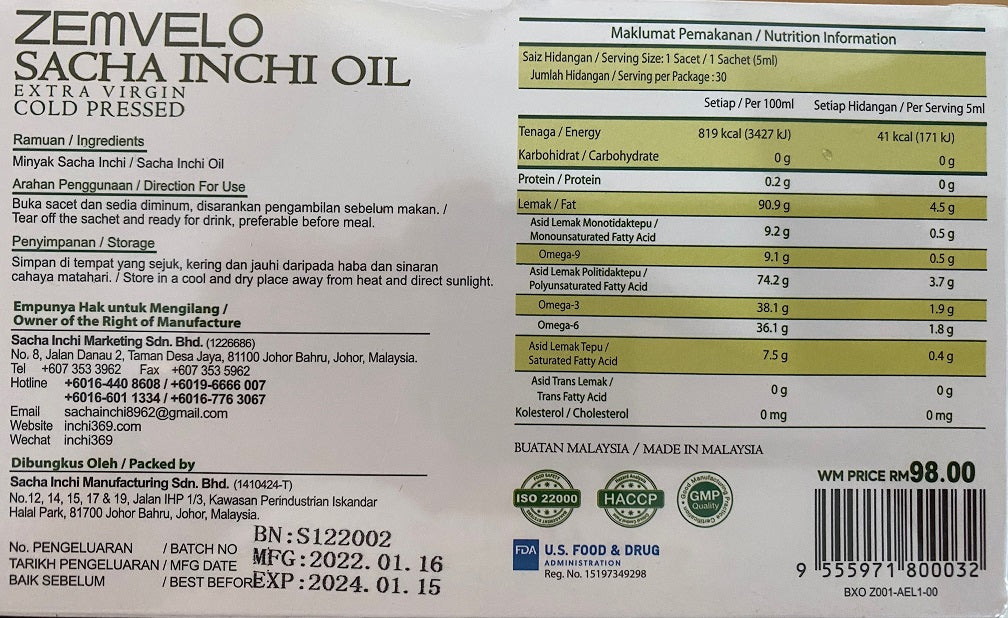 ZEMVELO
SACHA INCHI OIL
EXTRA VIRGIN
COLD PRESSED
Ramuan / Ingredients
Minyak Sacha Inchi / Sacha Inchi Oil
Arahan Penggunaan / Direction For Use
Buka sacet dan sedia diminum, disarankan pengambilan sebelum makan. /
Tear off the sachet and ready for drink, preferable before meal.
Penyimpanan / Storage
Simpan di tempat yang sejuk, kering dan jauhi daripada haba dan sinaran
cahaya matahari. / Store in a cool and dry place away from heat and direct sunlight.
Empunya Hak untuk Mengilang /
Owner of the Right of Manufacture
Sacha Inchi Marketing Sdn. Bhd. (1226686)
No. 8, Jalan Danau 2, Taman Desa Jaya, 81100 Johor Bahru, Johor, Malaysia.
Tel +607 353 3962 Fax +607 353 5962
Hotline +6016-440 8608 / +6019-6666 007
+6016-601 1334 / +6016-776 3067
Email sachainchi8962@gmail.com
Website inchi369.com
Wechat inchi369
Dibungkus Oleh / Packed by
Sacha Inchi Manufacturing Sdn. Bhd. (1410424-T)
No.12, 14, 15, 17 & 19, Jalan IHP 1/3, Kawasan Perindustrian Iskandar
Halal Park, 81700 Johor Bahru, Johor, Malaysia.
No. PENGELUARAN / BATCH NO BN:S122002
TARIKH PENGELUARAN / MFG DATE MFG:2022.01.16
BAIK SEBELUM / BEST BEFORE EXP:2024.01.15
Maklumat Pemakanan / Nutrition Information
Saiz Hidangan / Serving Size: 1 Sacet / 1 Sachet (5ml)
Jumlah Hidangan / Serving per Package : 30
Setiap / Per 100ml Setiap Hidangan / Per Serving 5ml
Tenaga / Energy 819 kcal (3427 kJ) 41 kcal (171 kJ)
Karbohidrat / Carbohydrate 0 g 0 g
Protein / Protein 0.2 g 0 g
Lemak / Fat 90.9 g 4.5 g
Asid Lemak Monotidaktepu /
Monounsaturated Fatty Acid 9.2 g 0.5 g
Omega-9 9.1 g 0.5 g
Asid Lemak Politidaktepu /
Polyunsaturated Fatty Acid 74.2 g 3.7 g
Omega-3 38.1 g 1.9 g
Omega-6 36.1 g 1.8 g
Asid Lemak Tepu /
Saturated Fatty Acid 7.5 g 0.4 g
Asid Trans Lemak /
Trans Fatty Acid 0 g 0 g
Kolesterol / Cholesterol 0 mg 0 mg
BUATAN MALAYSIA / MADE IN MALAYSIA
FOOD SAFETY
ISO 22000
HACCP
Good Manufacturing Practice Certification
GMP
Quality
FDA U.S. FOOD & DRUG
ADMINISTRATION
Reg. No. 15197349298
WM PRICE RM98.00
9 555971 800032
BXO Z001-AEL1-00